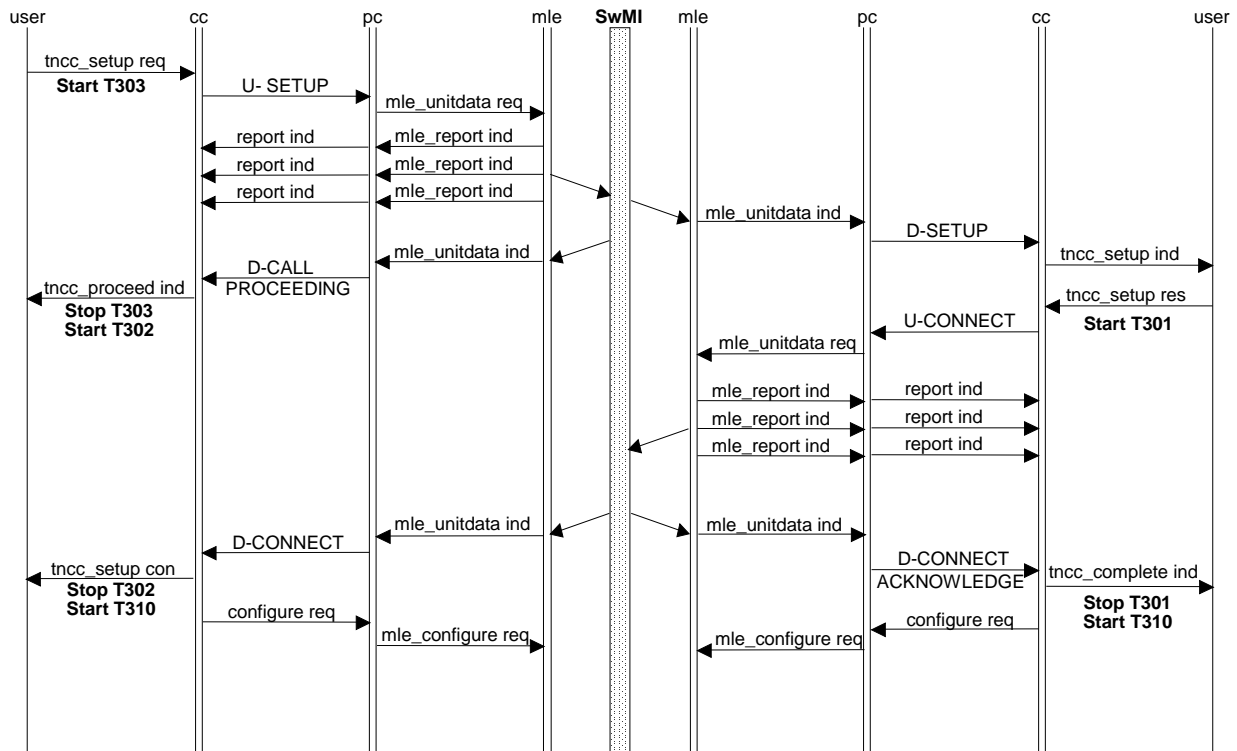 user cc pc mle SwMI mle pc cc user
tncc_setup req
Start T303
U- SETUP
mle_unitdata req
report ind mle_report ind
report ind mle_report ind
report ind mle_report ind
mle_unitdata ind
D-SETUP
mle_unitdata ind
tncc_setup ind
D-CALL
PROCEEDING
tncc_proceed ind
Stop T303
Start T302
tncc_setup res
Start T301
U-CONNECT
mle_unitdata req
mle_report ind report ind
mle_report ind report ind
mle_report ind report ind
mle_unitdata ind mle_unitdata ind
D-CONNECT
D-CONNECT
ACKNOWLEDGE
tncc_setup con
Stop T302
Start T310
tncc_complete ind
Stop T301
Start T310
configure req
configure req
mle_configure req
mle_configure req